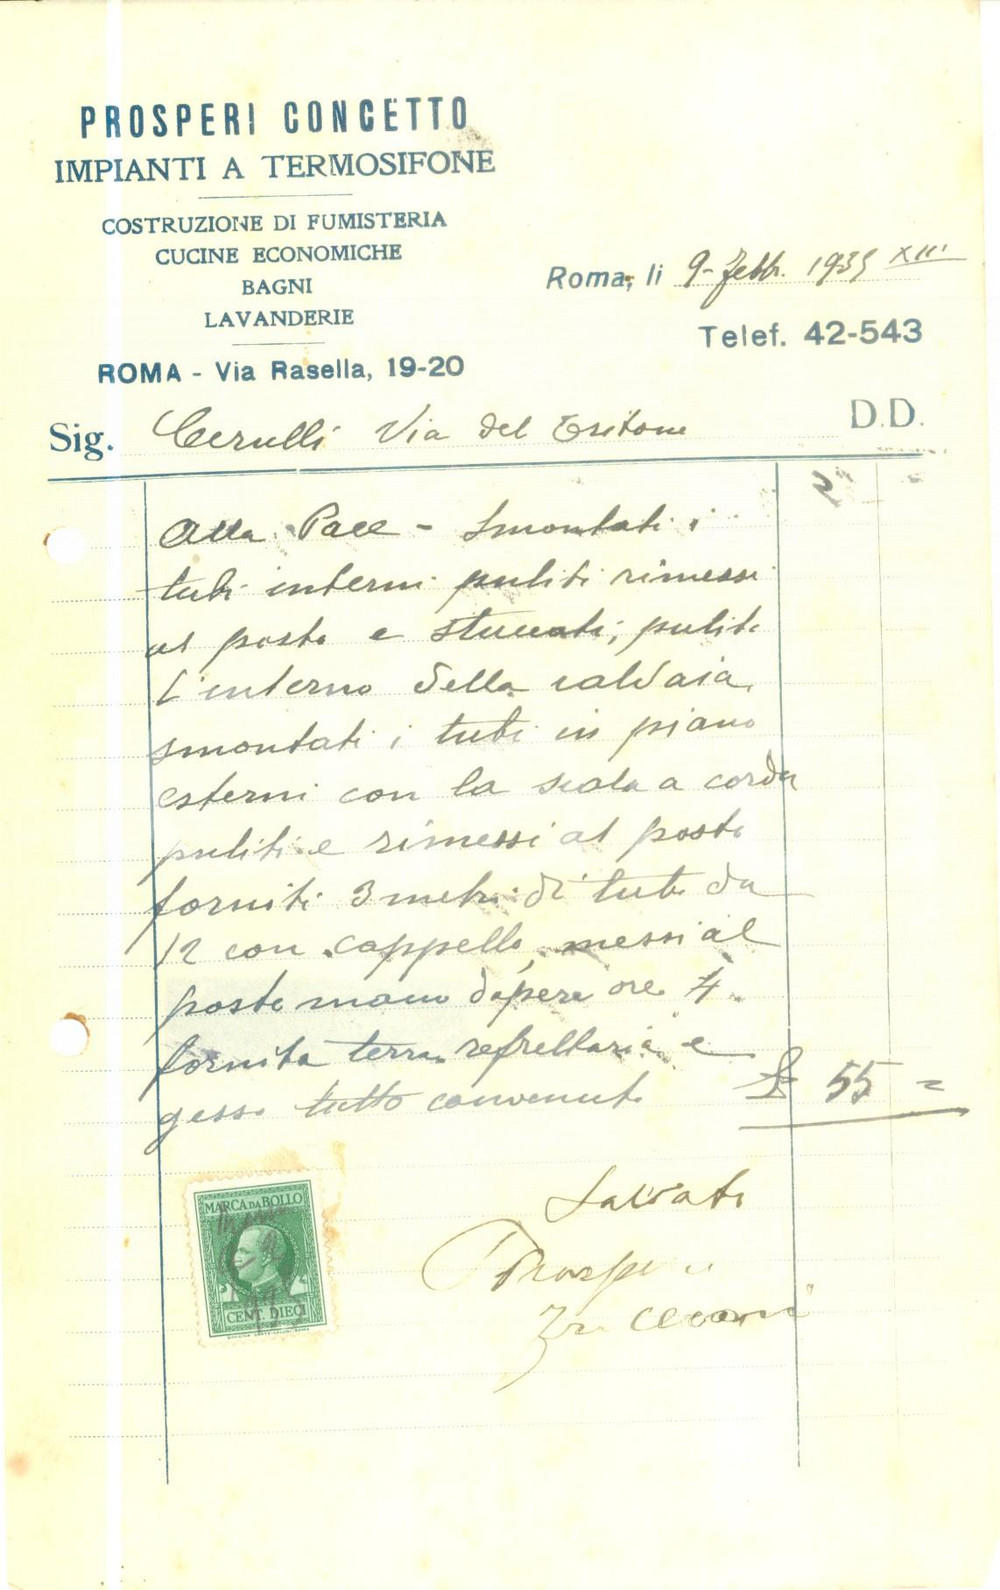 PROSPERI CONCETTO
IMPIANTI A TERMOSIFONE
COSTRUZIONE DI FUMISTERIA
CUCINE ECONOMICHE
BAGNI
LAVANDERIE
ROMA - Via Rasella, 19-20
Roma, li 9-Febb. 1935 XIII
Telef. 42-543
Sig. Cerulli Via del Tritone D.D.
Alla Pace - Smontati i
tubi interni puliti rimessi
al posto e stuccati, pulito
l'interno della caldaia,
smontati i tubi in piano
esterni con la scala a corda
puliti e rimessi al posto
forniti 3 metri di tubi da
12 con cappello, messi al
posto mano d'opera ore 4.
fornita terra refrettaria e
gesso tutto convenuto £ 55 =
MARCA DA BOLLO
CENT. DIECI
Saldato
Prosperi